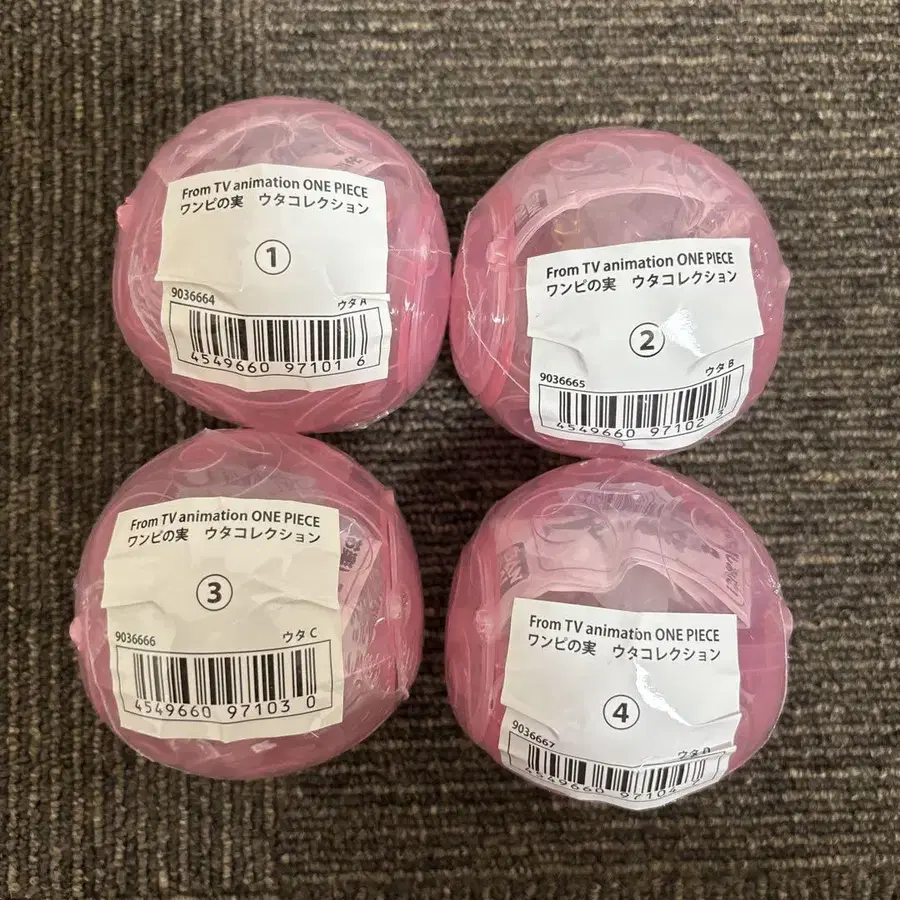 From TV animation ONE PIECE
ワンピの実 ウタコレクション
①
9036664 ウタ A
4549660 97101 6
From TV animation ONE PIECE
ワンピの実 ウタコレクション
②
9036665 ウタ B
4549660 97102 3
From TV animation ONE PIECE
ワンピの実 ウタコレクション
③
9036666 ウタ C
4549660 97103 0
From TV animation ONE PIECE
ワンピの実 ウタコレクション
④
9036667 ウタ D
4549660 97104